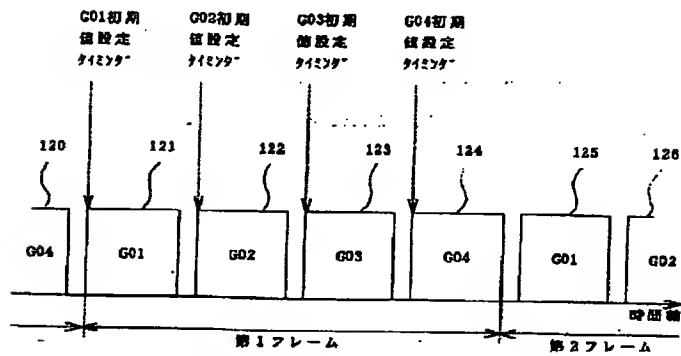 G01初期
値設定
タイミング
G02初期
値設定
タイミング
G03初期
値設定
タイミング
G04初期
値設定
タイミング
120
121
122
123
124
125
126
G04
G01
G02
G03
G04
G01
G02
時間軸
第1フレーム
第2フレーム